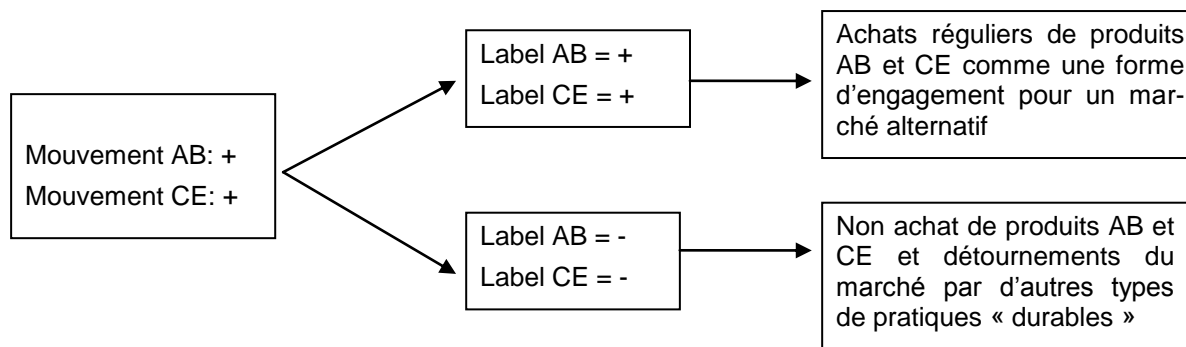 Mouvement AB: +
Mouvement CE: +
Label AB = +
Label CE = +
Achats réguliers de produits
AB et CE comme une forme
d’engagement pour un mar-
ché alternatif
Label AB = -
Label CE = -
Non achat de produits AB et
CE et détournements du
marché par d’autres types
de pratiques « durables »